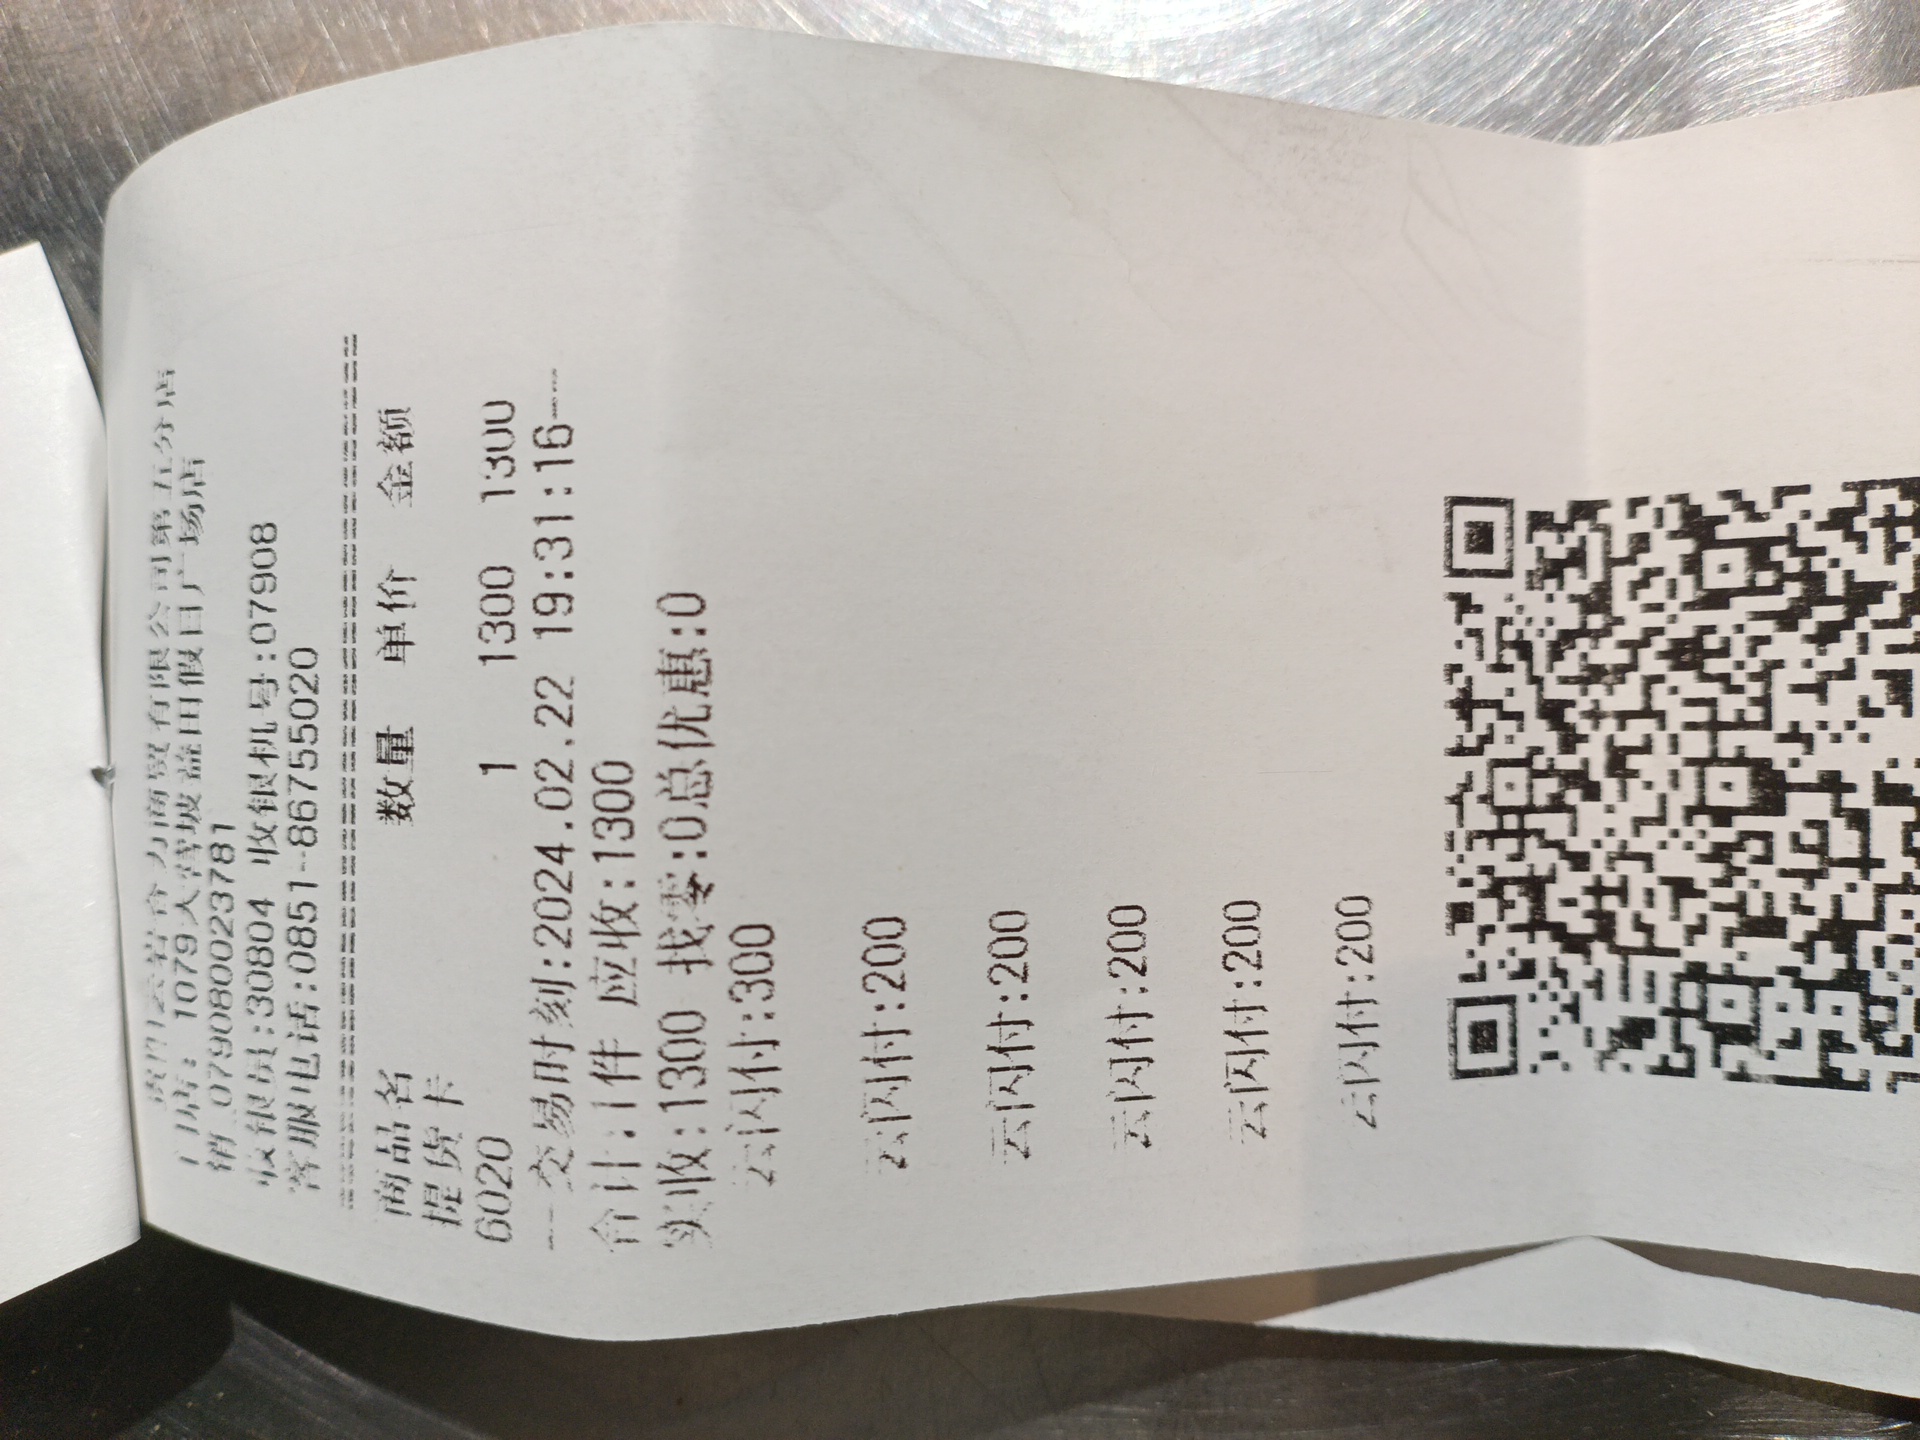 贵州云岩合力商贸有限公司第五分店
门店: 1079大营坡益田假日广场店
销 079080023781
收银员:30804 收银机号:07908
客服电话:0851-86755020
商品名 数量 单价 金额
提货卡
6020 1 1300 1300
---交易时刻:2024.02.22 19:31:16---
合计:1件 应收:1300
实收:1300 找零:0总优惠:0
云闪付:300
云闪付:200
云闪付:200
云闪付:200
云闪付:200
云闪付:200